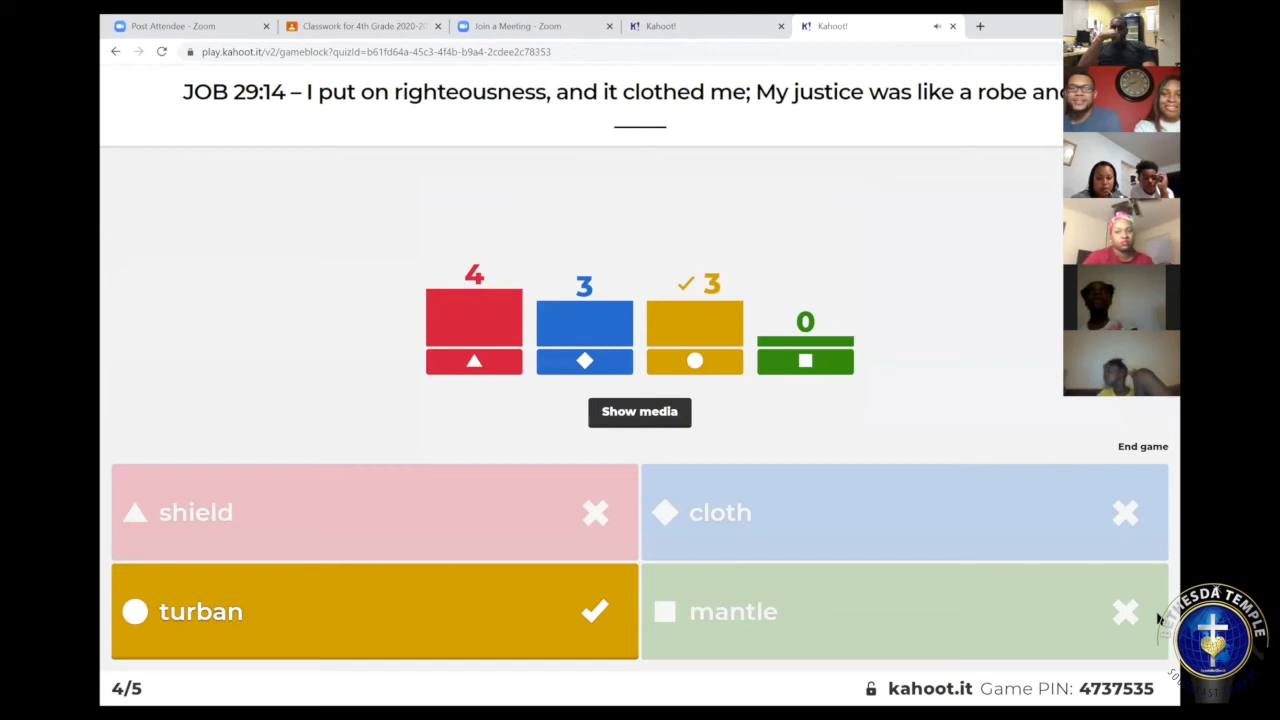 Post Attendee - Zoom
Classwork for 4th Grade 2020-20
Join a Meeting - Zoom
Kahoot!
Kahoot!
play.kahoot.it/v2/gameblock?quizId=b61fd64a-45c3-4f4b-b9a4-2cdee2c78353
JOB 29:14 – I put on righteousness, and it clothed me; My justice was like a robe and
4
3
3
0
Show media
End game
shield
cloth
turban
mantle
4/5
kahoot.it Game PIN: 4737535
BETHESDA TEMPLE